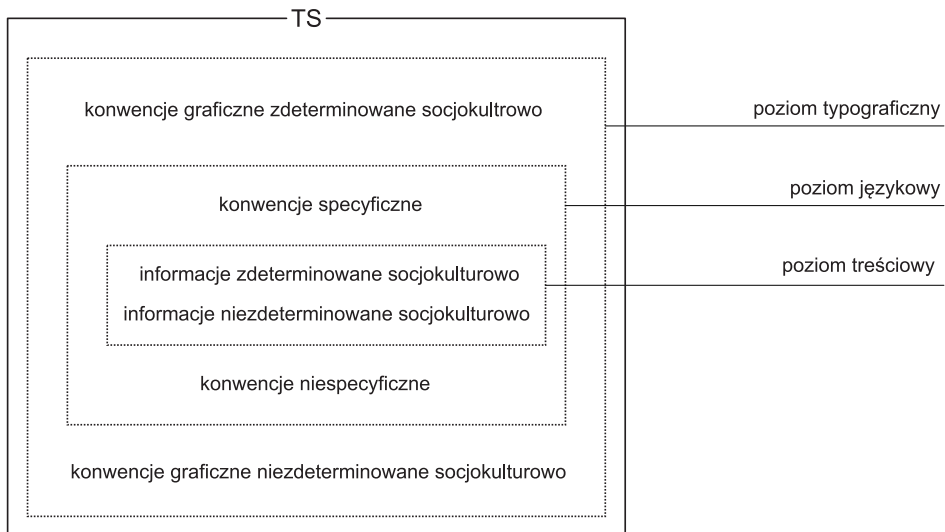 TS
konwencje graficzne zdeterminowane socjokultrowo
poziom typograficzny
konwencje specyficzne
poziom językowy
informacje zdeterminowane socjokulturowo
poziom treściowy
informacje niezdeterminowane socjokulturowo
konwencje niespecyficzne
konwencje graficzne niezdeterminowane socjokulturowo